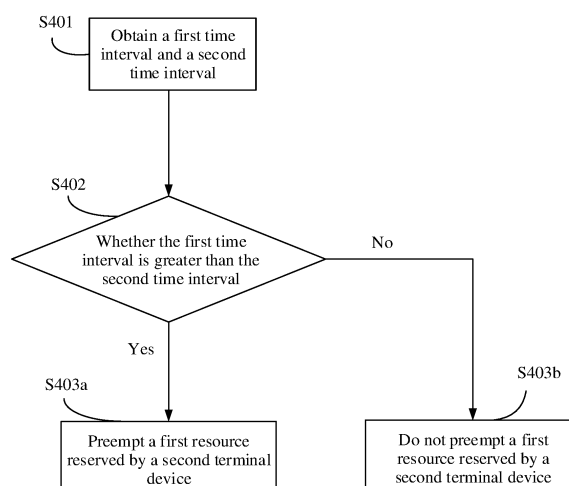 S401
Obtain a first time
interval and a second
time interval
S402
Whether the first time
interval is greater than the
second time interval
No
Yes
S403a
S403b
Preempt a first resource
reserved by a second terminal
device
Do not preempt a first
resource reserved by a
second terminal device